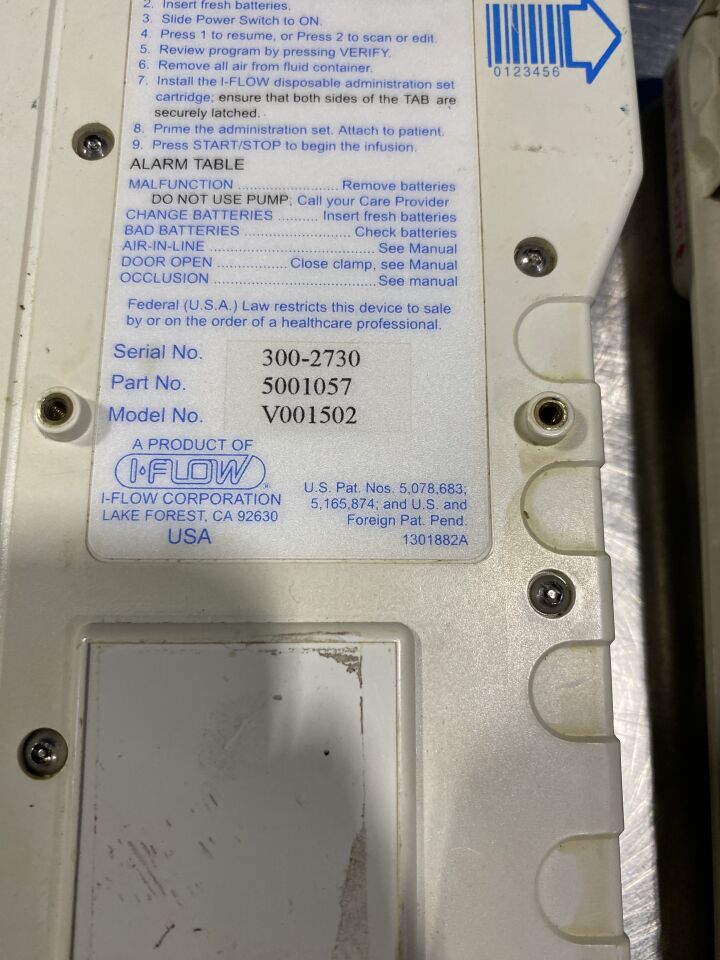 2. Insert fresh batteries.
3. Slide Power Switch to ON.
4. Press 1 to resume, or Press 2 to scan or edit.
5. Review program by pressing VERIFY.
6. Remove all air from fluid container.
7. Install the I-FLOW disposable administration set
cartridge; ensure that both sides of the TAB are
securely latched.
8. Prime the administration set. Attach to patient.
9. Press START/STOP to begin the infusion.
0123456
ALARM TABLE
MALFUNCTION ........................ Remove batteries
DO NOT USE PUMP; Call your Care Provider
CHANGE BATTERIES .......... Insert fresh batteries
BAD BATTERIES ........................... Check batteries
AIR-IN-LINE ........................................ See Manual
DOOR OPEN ................. Close clamp, see Manual
OCCLUSION ........................................ See manual
Federal (U.S.A.) Law restricts this device to sale
by or on the order of a healthcare professional.
Serial No. 300-2730
Part No. 5001057
Model No. V001502
A PRODUCT OF
I-FLOW ®
I-FLOW CORPORATION
LAKE FOREST, CA 92630
USA
U.S. Pat. Nos. 5,078,683;
5,165,874; and U.S. and
Foreign Pat. Pend.
1301882A